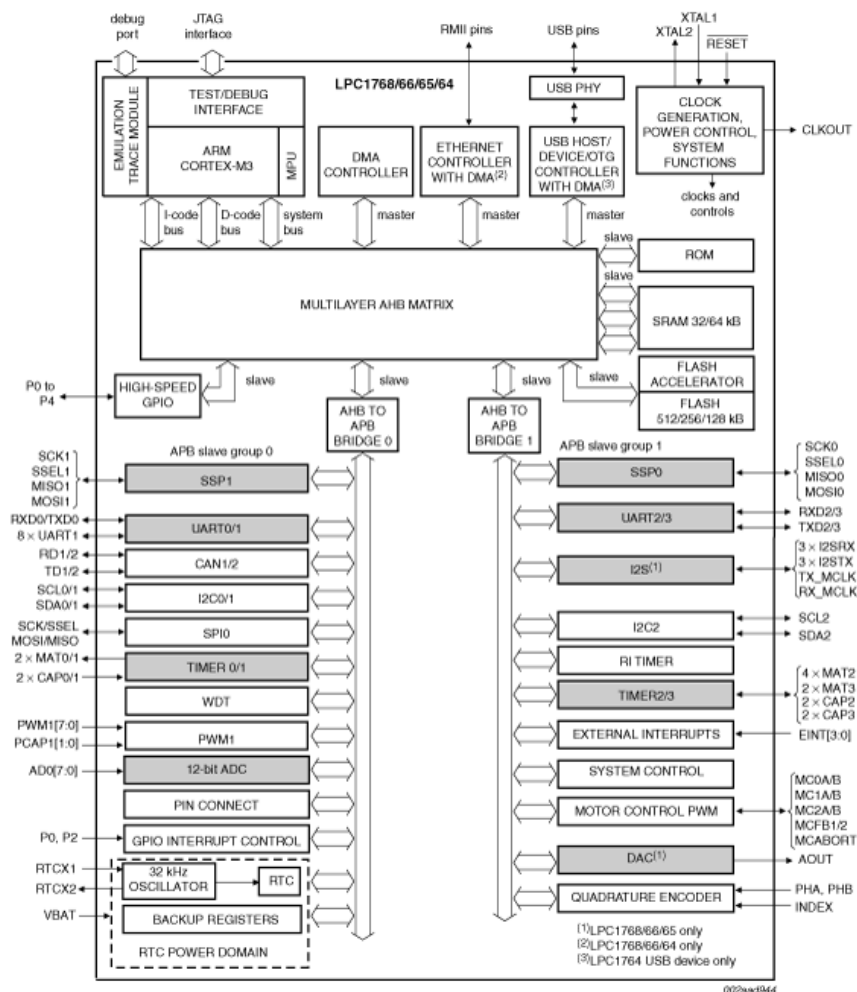 debug
port
JTAG
interface
RMII pins
USB pins
XTAL1
XTAL2
RESET
LPC1768/66/65/64
USB PHY
EMULATION
TRACE MODULE
TEST/DEBUG
INTERFACE
ARM
CORTEX-M3
MPU
DMA
CONTROLLER
ETHERNET
CONTROLLER
WITH DMA(2)
USB HOST/
DEVICE/OTG
CONTROLLER
WITH DMA(3)
CLOCK
GENERATION,
POWER CONTROL,
SYSTEM
FUNCTIONS
CLKOUT
clocks and
controls
I-code
bus
D-code
bus
system
bus
master
master
master
slave
ROM
slave
MULTILAYER AHB MATRIX
SRAM 32/64 kB
P0 to
P4
HIGH-SPEED
GPIO
slave
slave
slave
slave
FLASH
ACCELERATOR
FLASH
512/256/128 kB
AHB TO
APB
BRIDGE 0
AHB TO
APB
BRIDGE 1
APB slave group 0
SCK1
SSEL1
MISO1
MOSI1
SSP1
RXD0/TXD0
8 × UART1
UART0/1
RD1/2
TD1/2
CAN1/2
SCL0/1
SDA0/1
I2C0/1
SCK/SSEL
MOSI/MISO
SPI0
2 × MAT0/1
2 × CAP0/1
TIMER 0/1
WDT
PWM1[7:0]
PCAP1[1:0]
PWM1
AD0[7:0]
12-bit ADC
PIN CONNECT
P0, P2
GPIO INTERRUPT CONTROL
RTCX1
RTCX2
32 kHz
OSCILLATOR
RTC
VBAT
BACKUP REGISTERS
RTC POWER DOMAIN
APB slave group 1
SSP0
SCK0
SSEL0
MISO0
MOSI0
UART2/3
RXD2/3
TXD2/3
I2S(1)
3 × I2SRX
3 × I2STX
TX_MCLK
RX_MCLK
I2C2
SCL2
SDA2
RI TIMER
TIMER2/3
4 × MAT2
2 × MAT3
2 × CAP2
2 × CAP3
EXTERNAL INTERRUPTS
EINT[3:0]
SYSTEM CONTROL
MOTOR CONTROL PWM
MC0A/B
MC1A/B
MC2A/B
MCFB1/2
MCABORT
DAC(1)
AOUT
QUADRATURE ENCODER
PHA, PHB
INDEX
(1)LPC1768/66/65 only
(2)LPC1768/66/64 only
(3)LPC1764 USB device only
002aad944